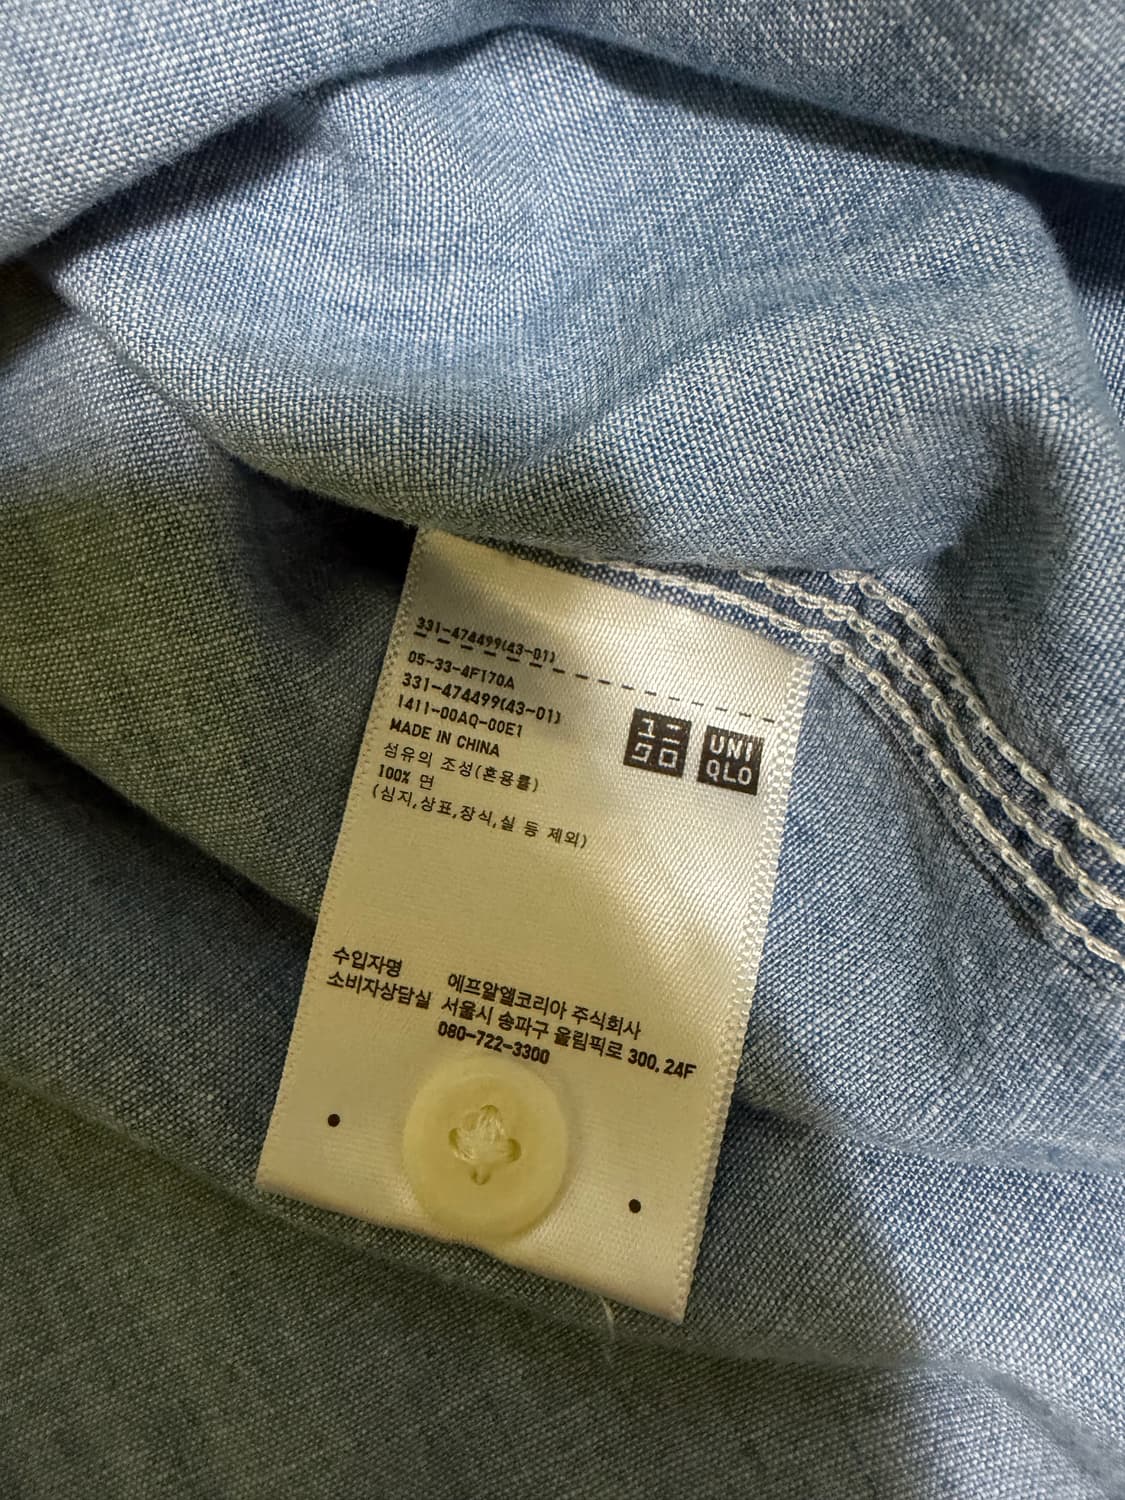 331-474499(43-01)
05-33-4F170A
331-474499(43-01)
1411-00AQ-00E1
MADE IN CHINA
섬유의 조성(혼용률)
100% 면
(심지,상표,장식,실 등 제외)
ユニ
クロ
UNI
QLO
수입자명 에프알엘코리아 주식회사
소비자상담실 서울시 송파구 올림픽로 300, 24F
080-722-3300